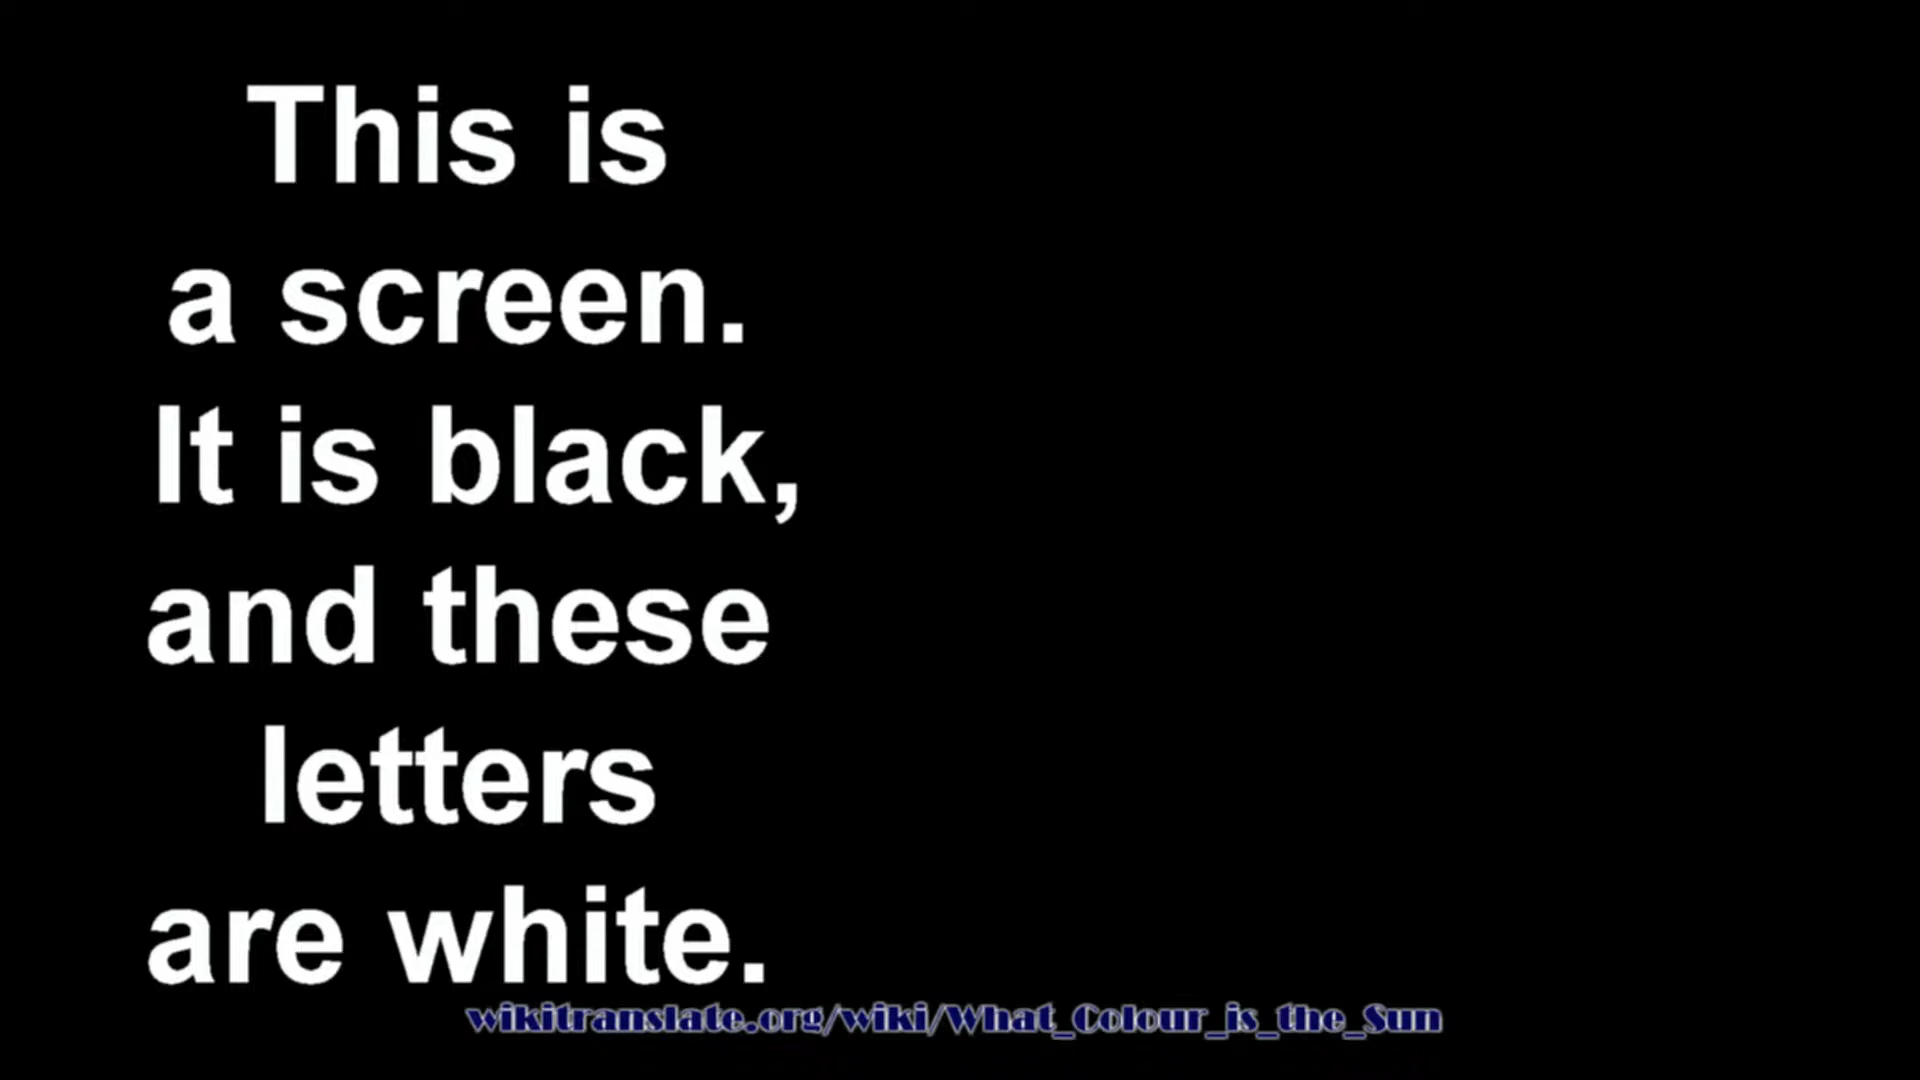 This is
a screen.
It is black,
and these
letters
are white.
wikitranslate.org/wiki/What_Colour_is_the_Sun